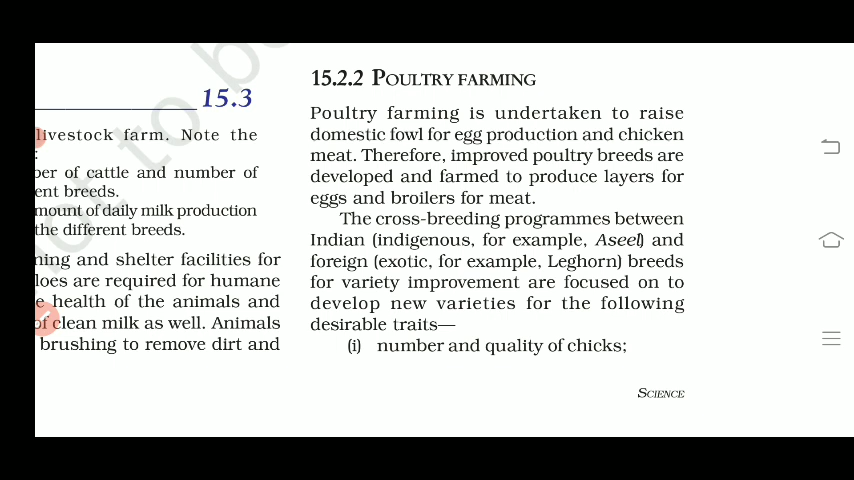 15.3
livestock farm. Note the
:
ber of cattle and number of
ent breeds.
mount of daily milk production
the different breeds.
ning and shelter facilities for
loes are required for humane
health of the animals and
of clean milk as well. Animals
brushing to remove dirt and
15.2.2 POULTRY FARMING
Poultry farming is undertaken to raise
domestic fowl for egg production and chicken
meat. Therefore, improved poultry breeds are
developed and farmed to produce layers for
eggs and broilers for meat.
The cross-breeding programmes between
Indian (indigenous, for example, Aseel) and
foreign (exotic, for example, Leghorn) breeds
for variety improvement are focused on to
develop new varieties for the following
desirable traits—
(i) number and quality of chicks;
SCIENCE
not to be